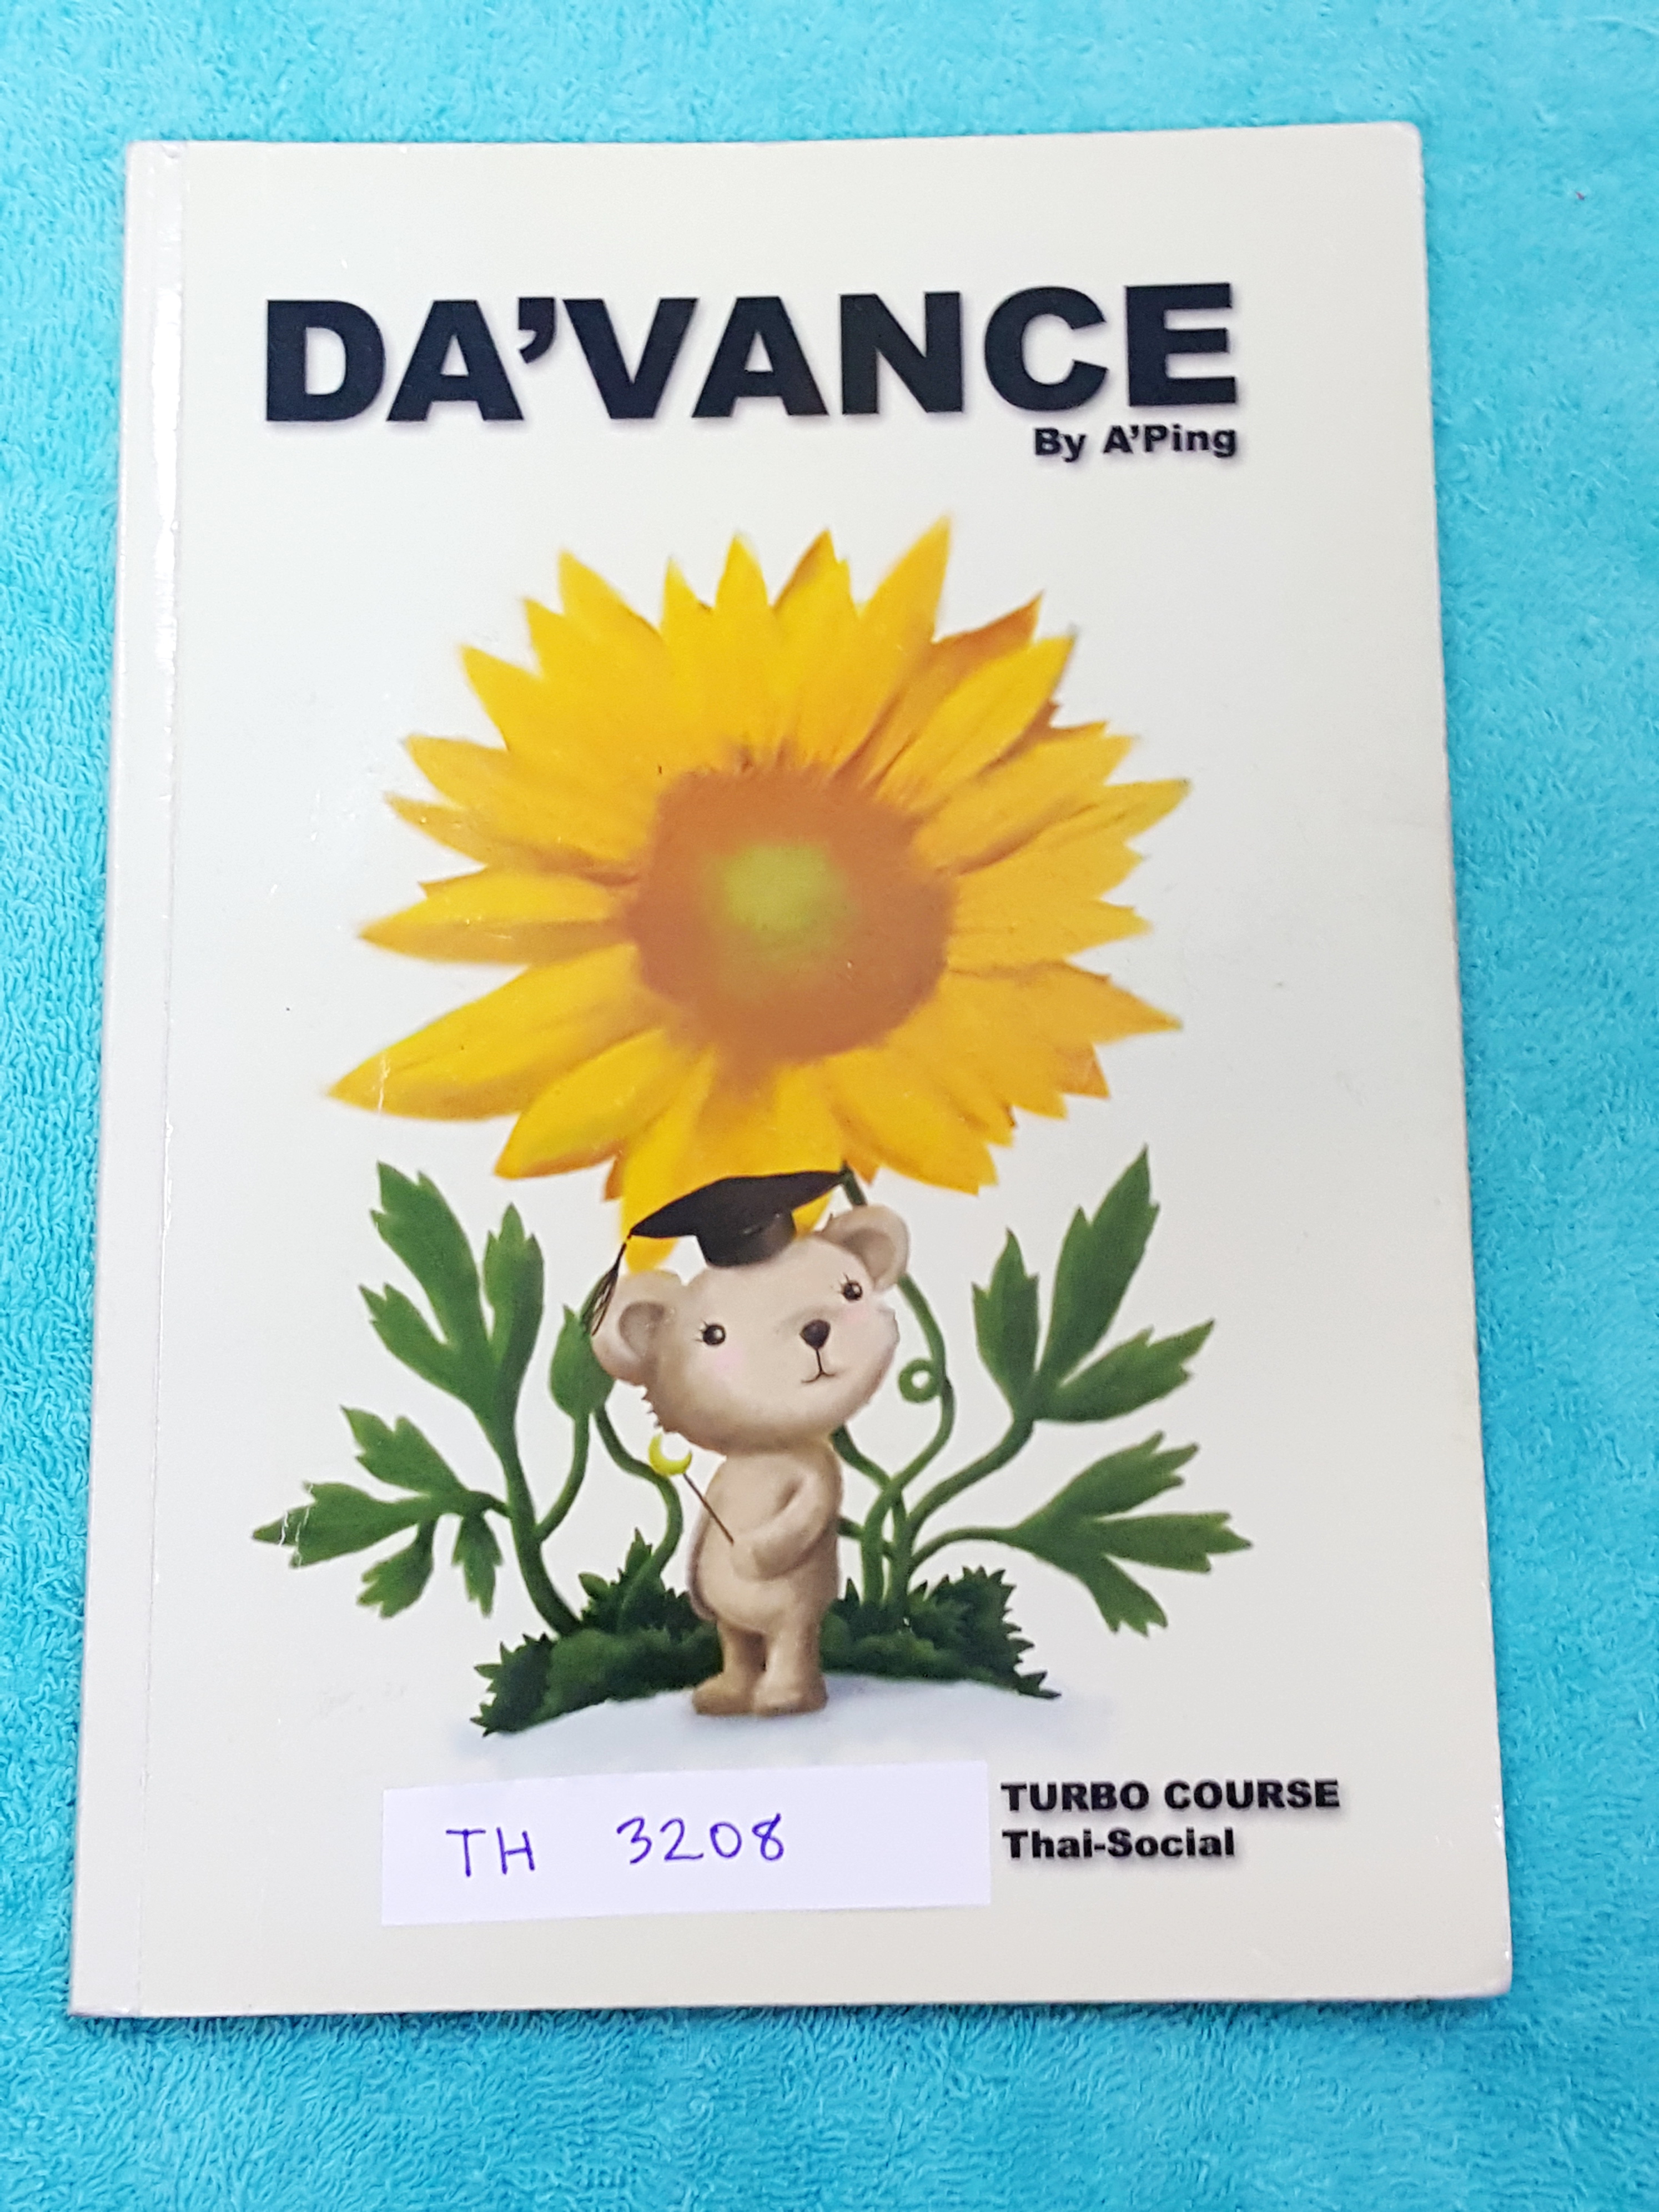 DA'VANCE
By A'Ping
TH 3208
TURBO COURSE
Thai-Social